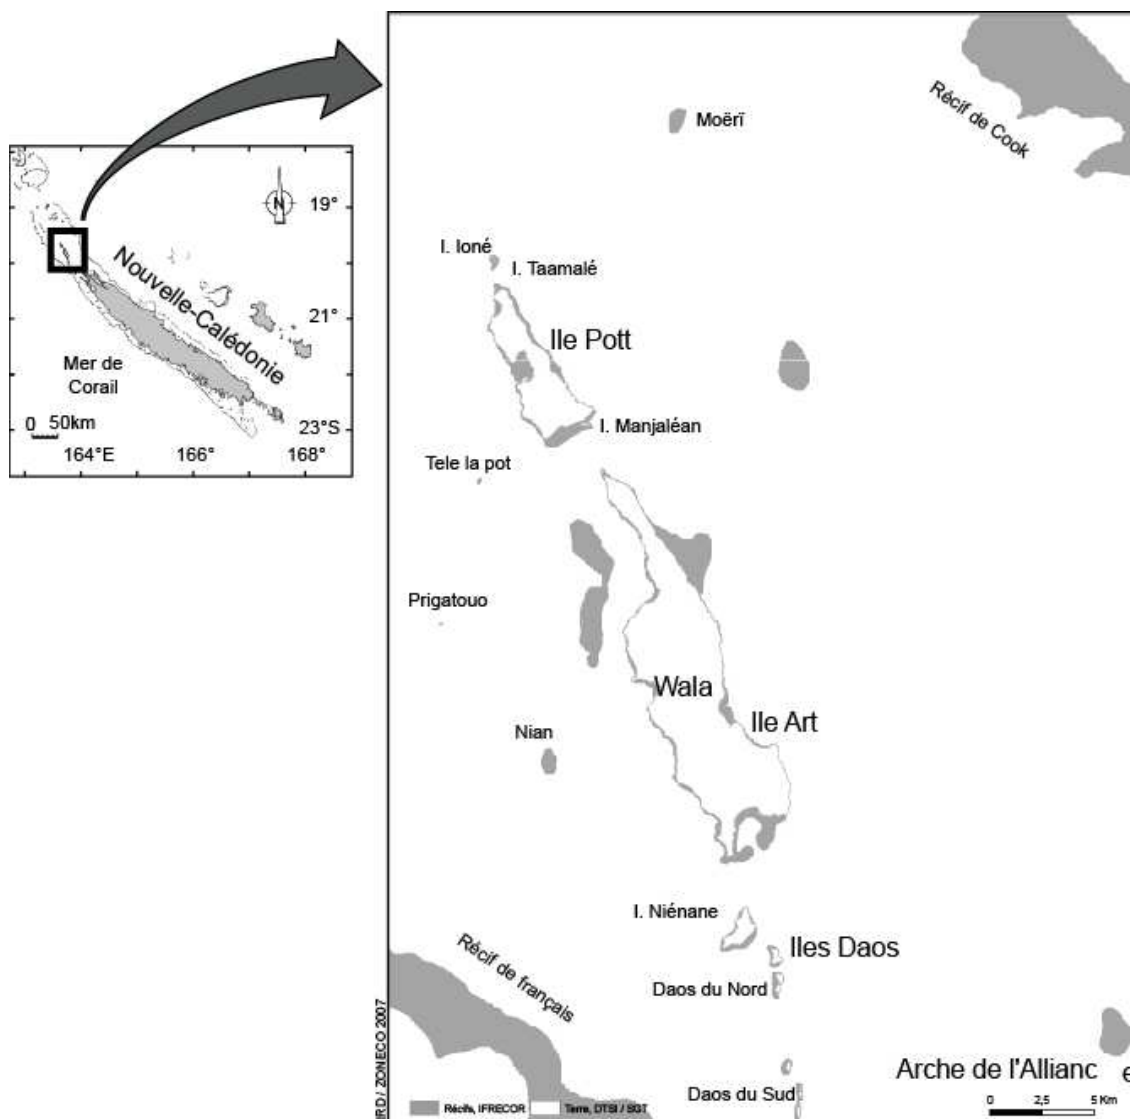 N
19°
21°
23°S
Nouvelle-Calédonie
Mer de
Corail
0 50km
164°E 166° 168°
Récif de Cook
Moërï
I. Ioné
I. Taamalé
Ile Pott
I. Manjaléan
Tele la pot
Prigatouo
Wala
Ile Art
Nian
I. Niénane
Iles Daos
Daos du Nord
Récif de français
Arche de l'Allianc e
Daos du Sud
0 2,5 5 Km
Récifs, IFRECOR Terre, DTSI / SGT
IRD / ZONECO 2007